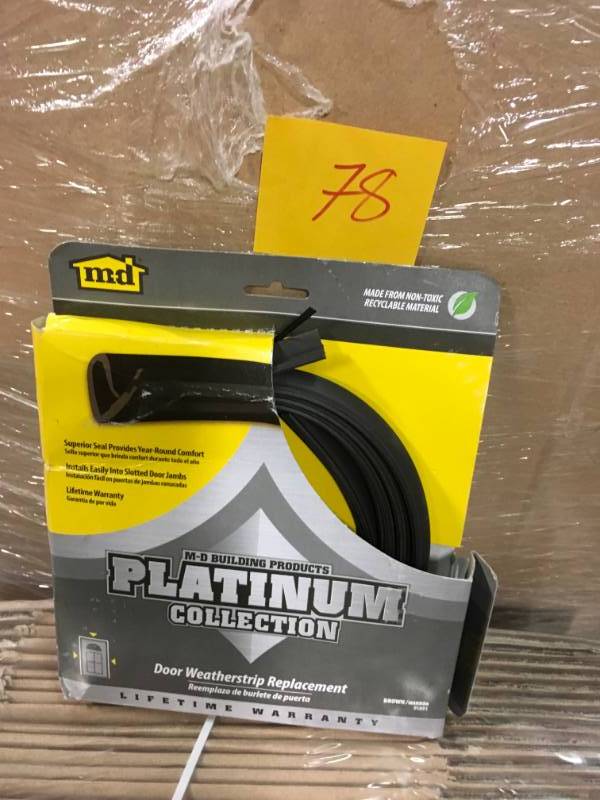 78
md
MADE FROM NON-TOXIC
RECYCLABLE MATERIAL
Superior Seal Provides Year-Round Comfort
Sello superior que brinda confort durante todo el año
Installs Easily Into Slotted Door Jambs
Instalación fácil en puertas de jambas ranuradas
Lifetime Warranty
Garantía de por vida
M-D BUILDING PRODUCTS
PLATINUM
COLLECTION
Door Weatherstrip Replacement
Reemplazo de burlete de puerta
BROWN/MARRON
LIFETIME WARRANTY